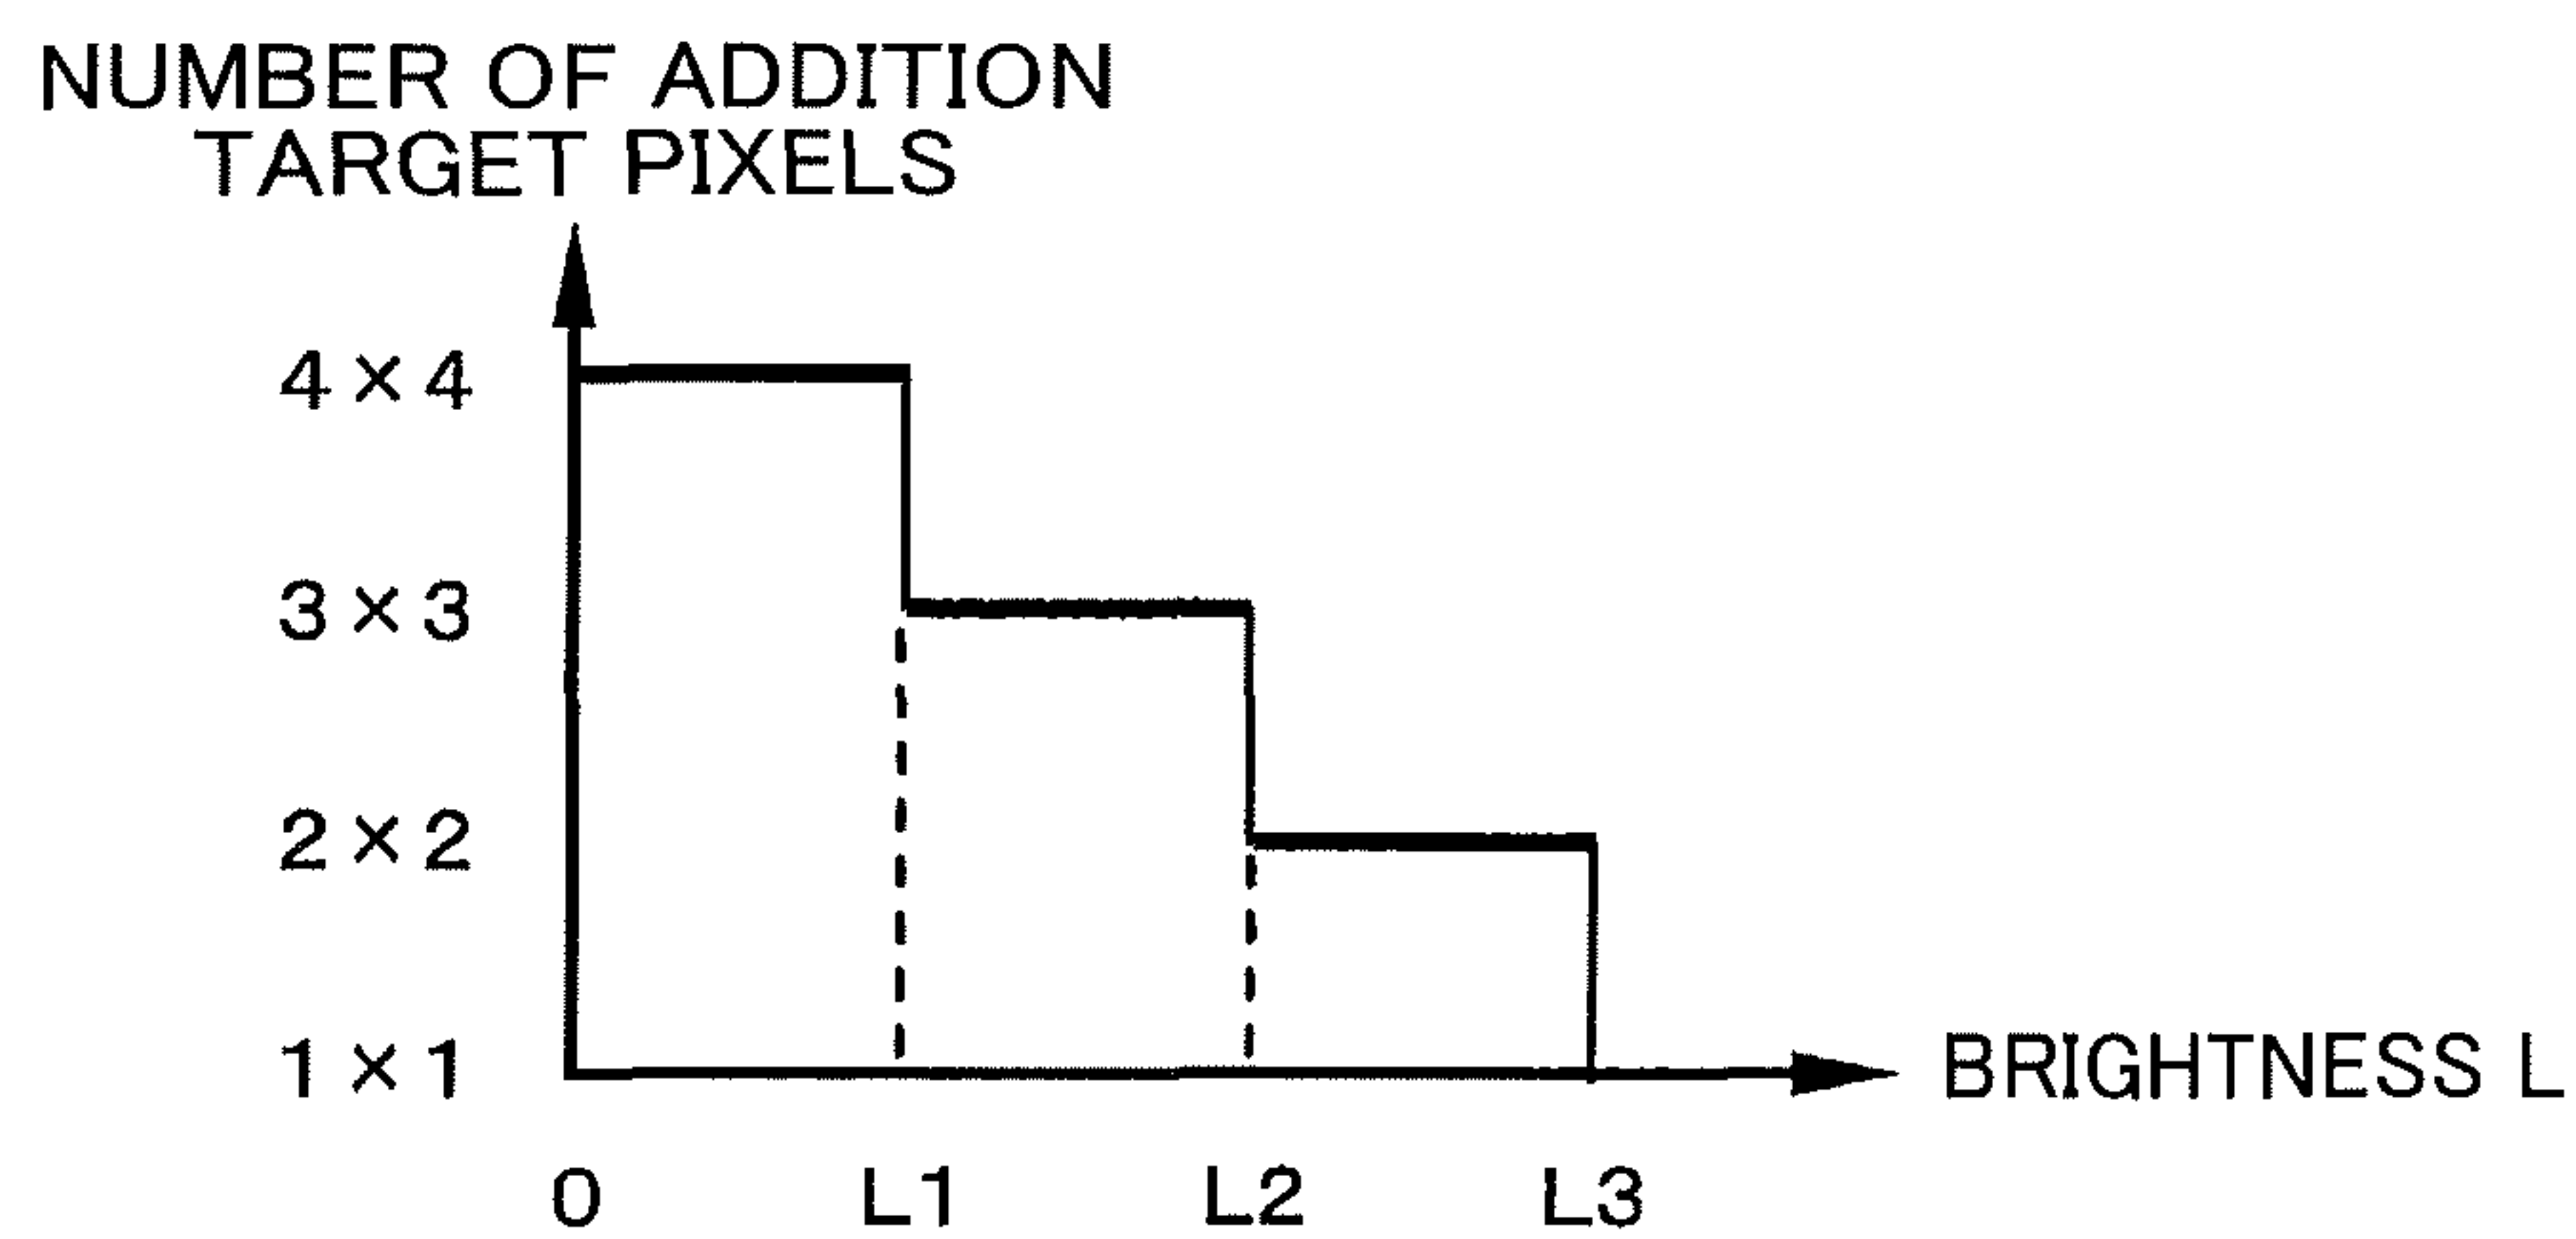 NUMBER OF ADDITION
TARGET PIXELS
4×4
3×3
2×2
1×1
BRIGHTNESS L
0 L1 L2 L3